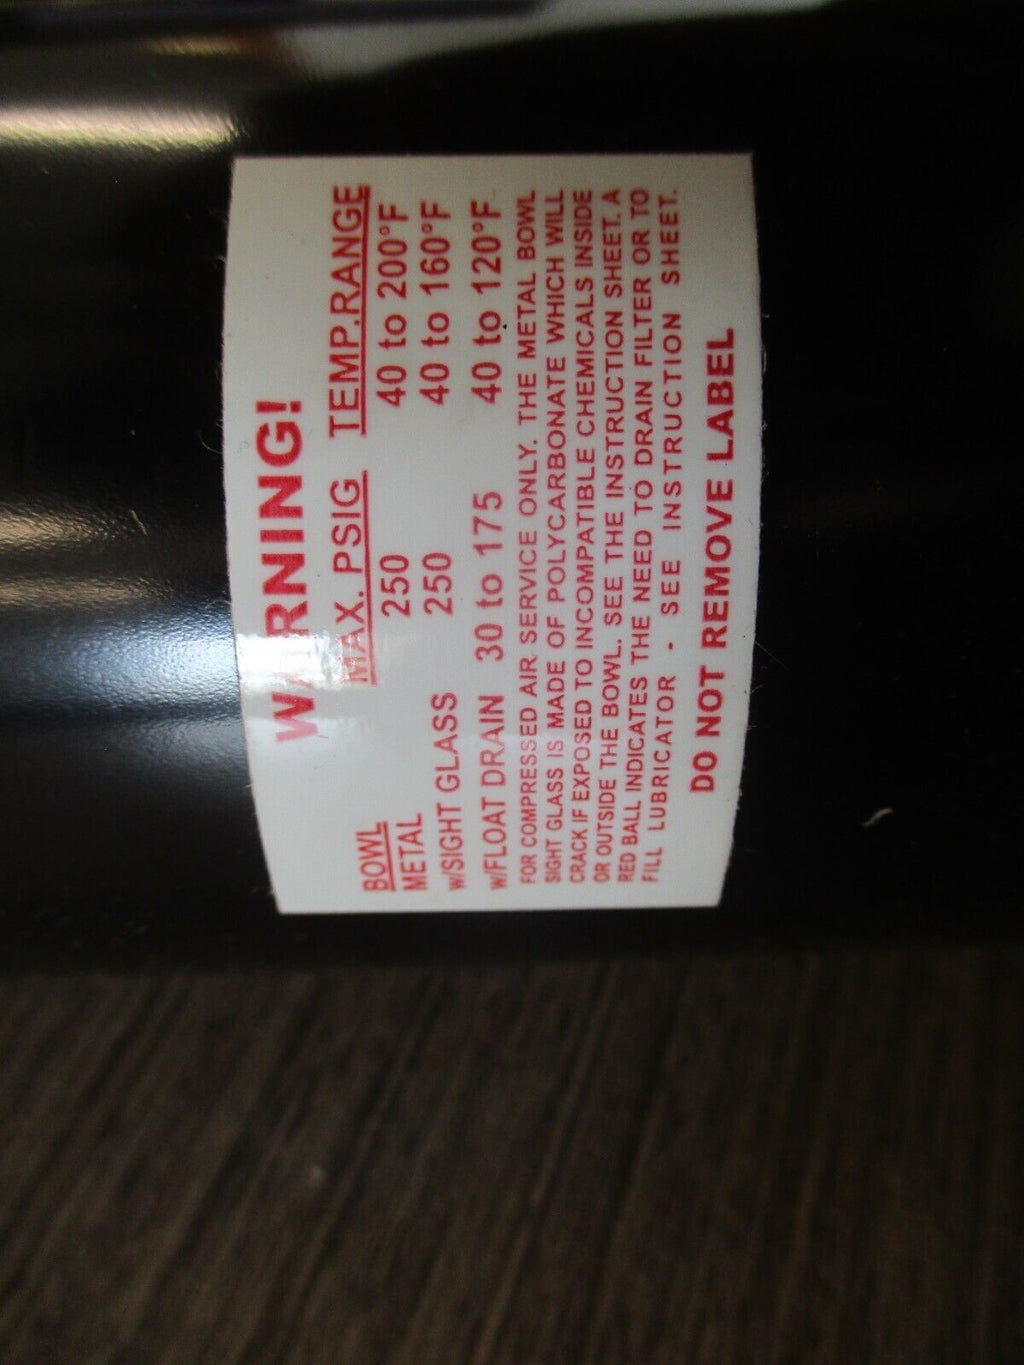 WARNING!
MAX. PSIG TEMP.RANGE
BOWL
METAL 250 40 to 200°F
w/SIGHT GLASS 250 40 to 160°F
w/FLOAT DRAIN 30 to 175 40 to 120°F
FOR COMPRESSED AIR SERVICE ONLY. THE METAL BOWL
SIGHT GLASS IS MADE OF POLYCARBONATE WHICH WILL
CRACK IF EXPOSED TO INCOMPATIBLE CHEMICALS INSIDE
OR OUTSIDE THE BOWL. SEE THE INSTRUCTION SHEET. A
RED BALL INDICATES THE NEED TO DRAIN FILTER OR TO
FILL LUBRICATOR - SEE INSTRUCTION SHEET.
DO NOT REMOVE LABEL